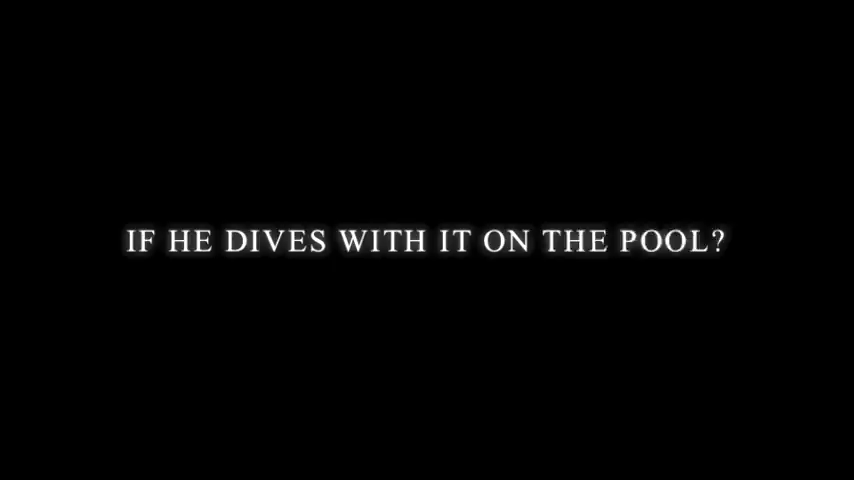 IF HE DIVES WITH IT ON THE POOL?